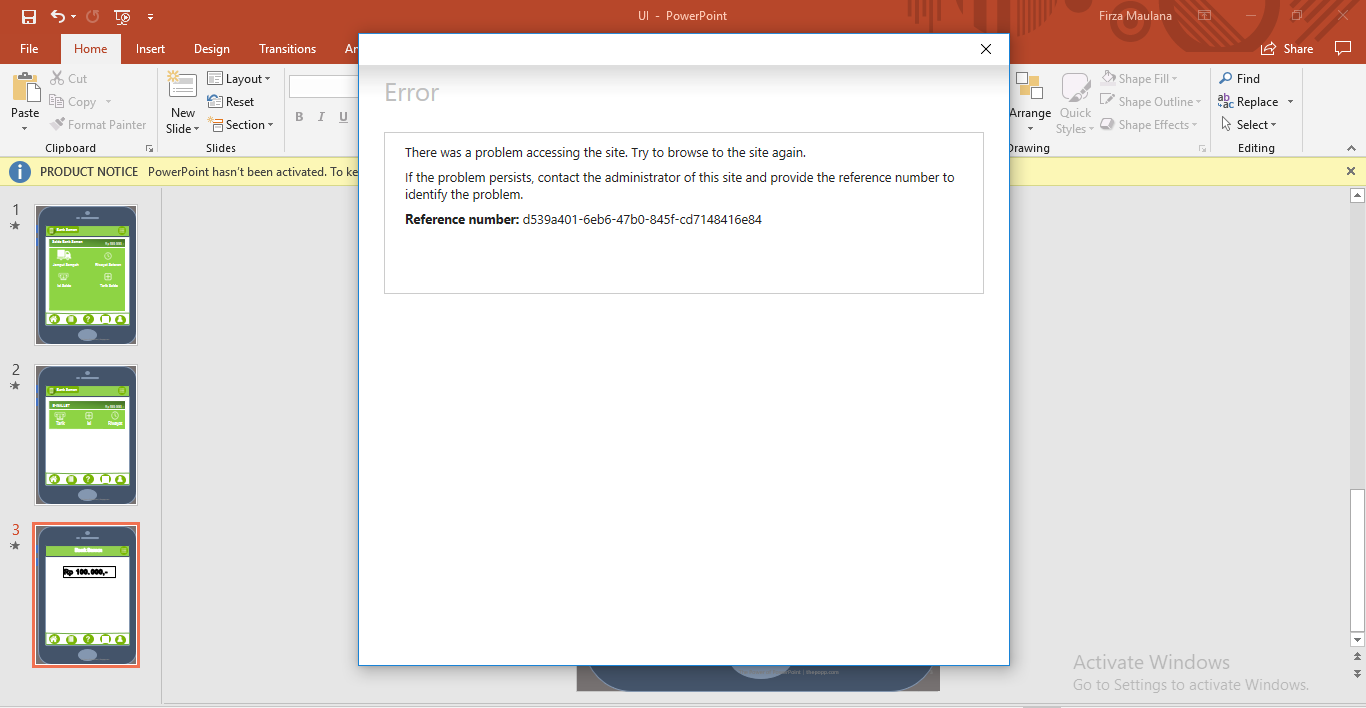 UI - PowerPoint
Firza Maulana
File
Home
Insert
Design
Transitions
Share
Paste
Cut
Copy
Format Painter
Clipboard
New
Slide
Layout
Reset
Section
Slides
B I U
Arrange
Quick
Styles
Shape Fill
Shape Outline
Shape Effects
Drawing
Find
Replace
Select
Editing
PRODUCT NOTICE PowerPoint hasn't been activated. To ke
Error
There was a problem accessing the site. Try to browse to the site again.
If the problem persists, contact the administrator of this site and provide the reference number to
identify the problem.
Reference number: d539a401-6eb6-47b0-845f-cd7148416e84
1
2
3
Rp 100.000,-
Activate Windows
Go to Settings to activate Windows.